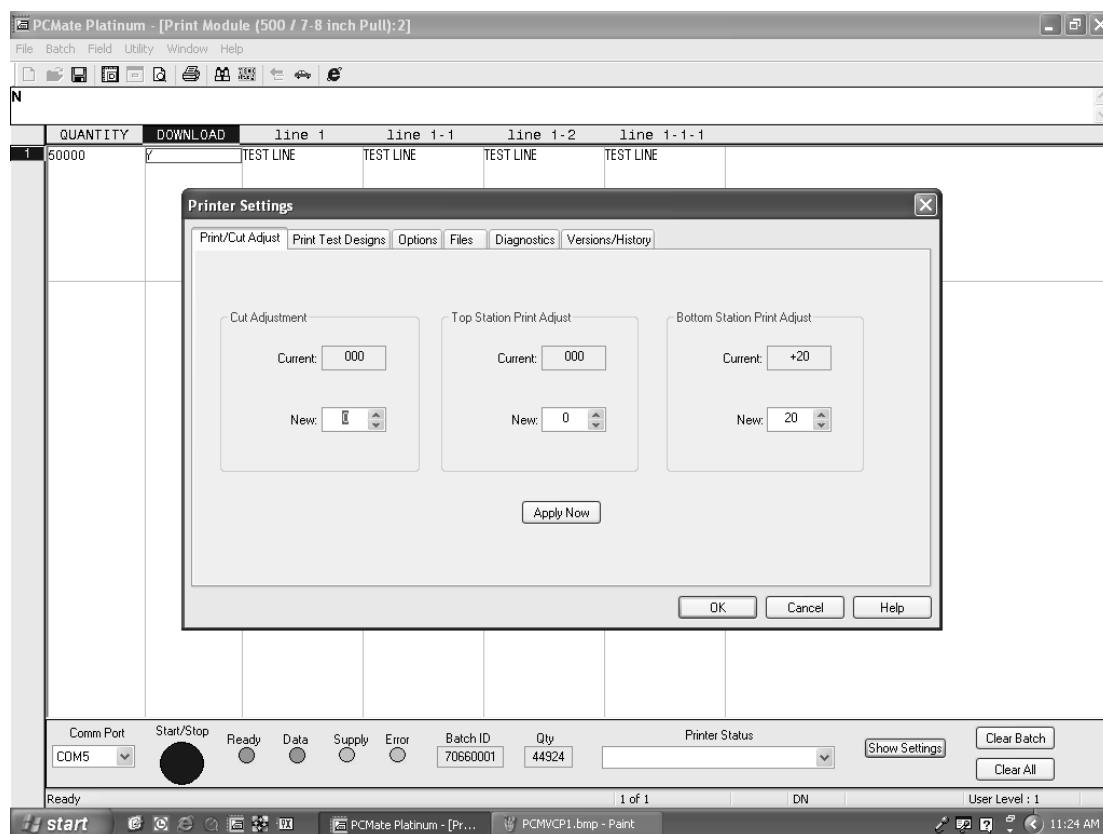 PCMate Platinum - [Print Module (500 / 7-8 inch Pull):2]
File Batch Field Utility Window Help
N
QUANTITY DOWNLOAD line 1 line 1-1 line 1-2 line 1-1-1
1 50000 Y TEST LINE TEST LINE TEST LINE TEST LINE
Printer Settings
Print/Cut Adjust Print Test Designs Options Files Diagnostics Versions/History
Cut Adjustment Top Station Print Adjust Bottom Station Print Adjust
Current: 000 Current: 000 Current: +20
New: 0 New: 0 New: 20
Apply Now
OK Cancel Help
Comm Port Start/Stop Ready Data Supply Error Batch ID Qty Printer Status
COM5 70660001 44924 Show Settings Clear Batch
Clear All
Ready 1 of 1 DN User Level : 1
start PCMate Platinum - [Pr... PCMVCP1.bmp - Paint 11:24 AM